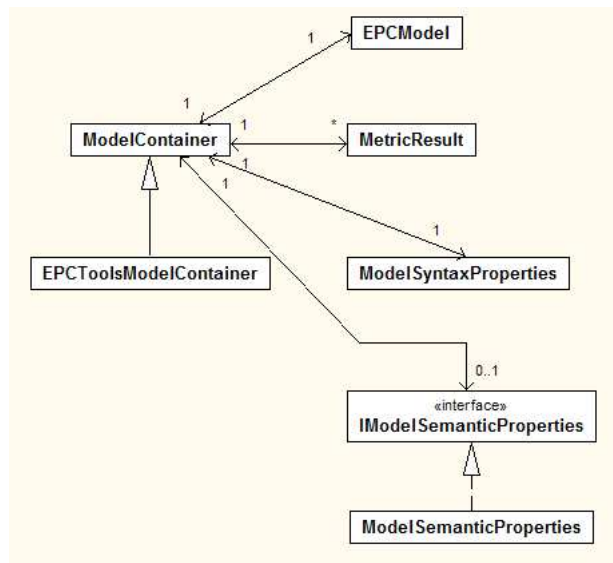 EPCModel
1
1
ModelContainer
1
*
MetricResult
1
1
1
EPCToolsModelContainer
ModelSyntaxProperties
0..1
«interface»
IModelSemanticProperties
ModelSemanticProperties